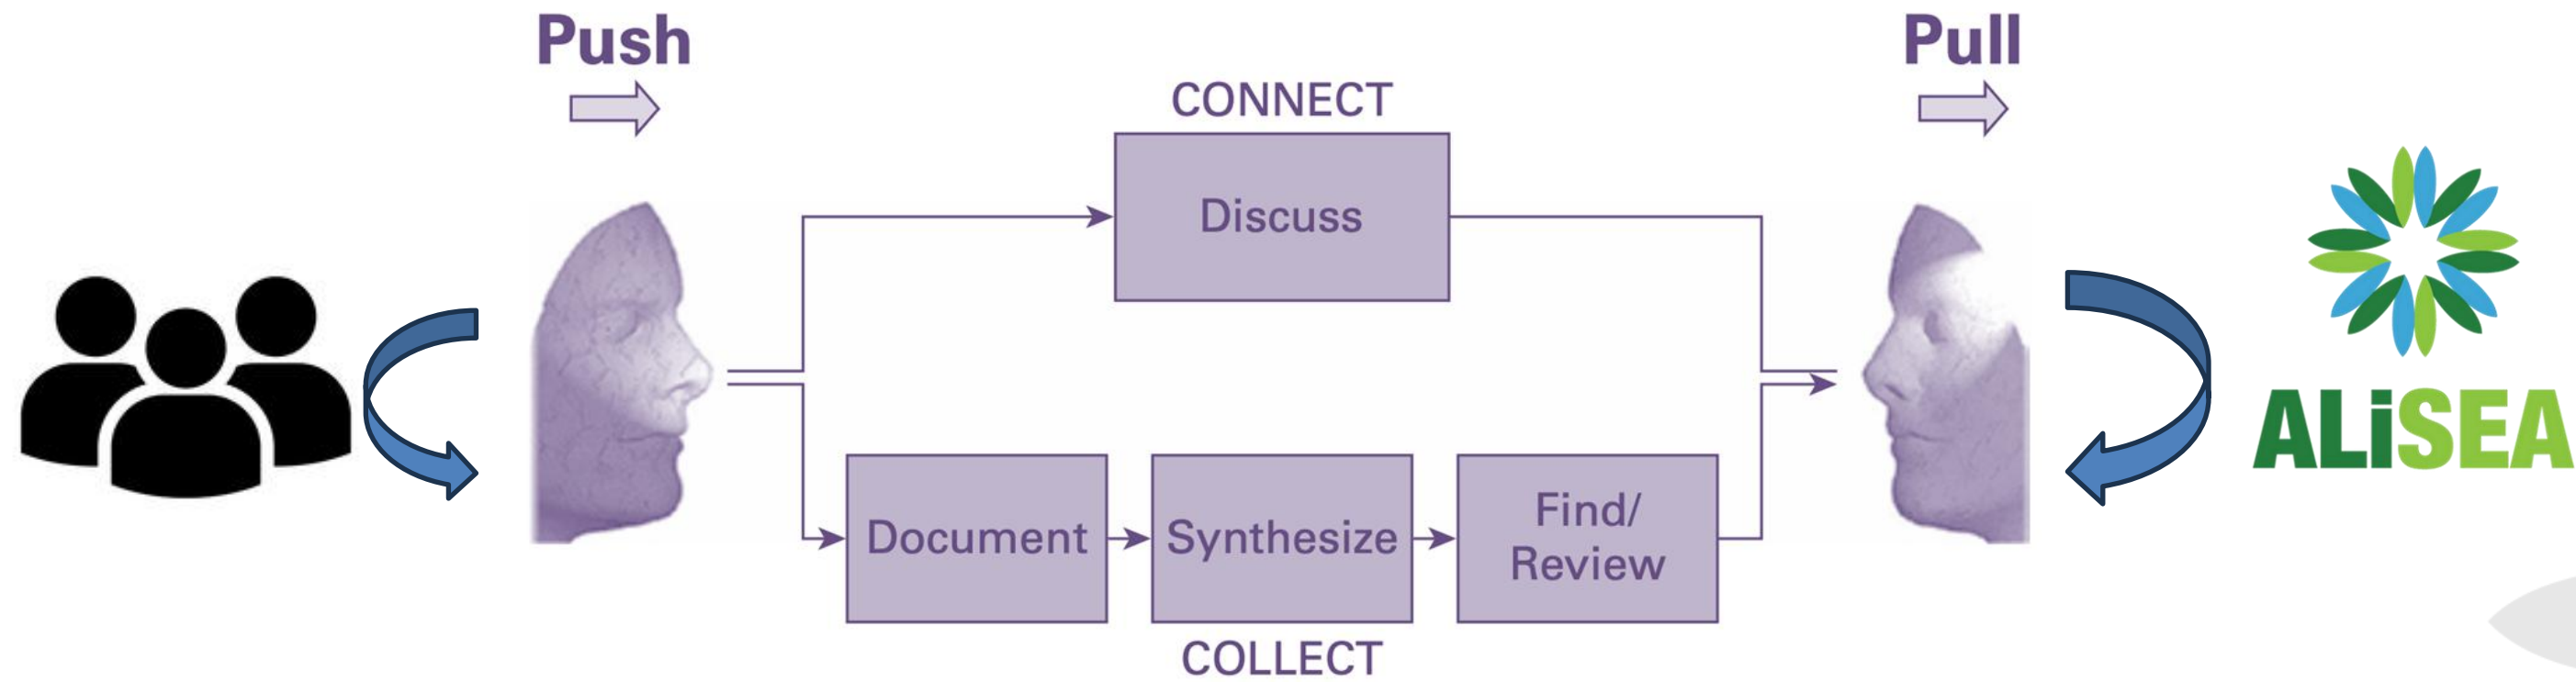 Push
Pull
CONNECT
Discuss
Document
Synthesize
Find/
Review
COLLECT
ALiSEA